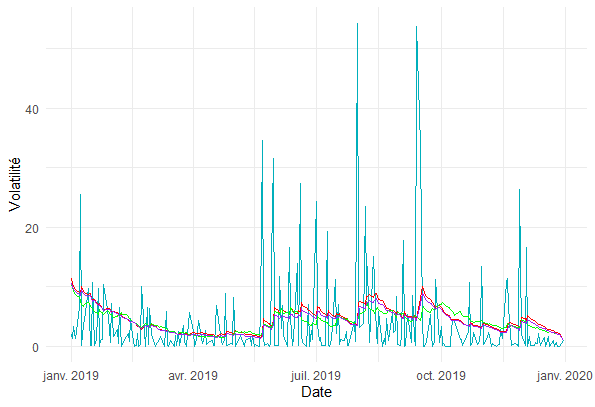 Volatilité
40
20
0
janv. 2019
avr. 2019
juil. 2019
oct. 2019
janv. 2020
Date